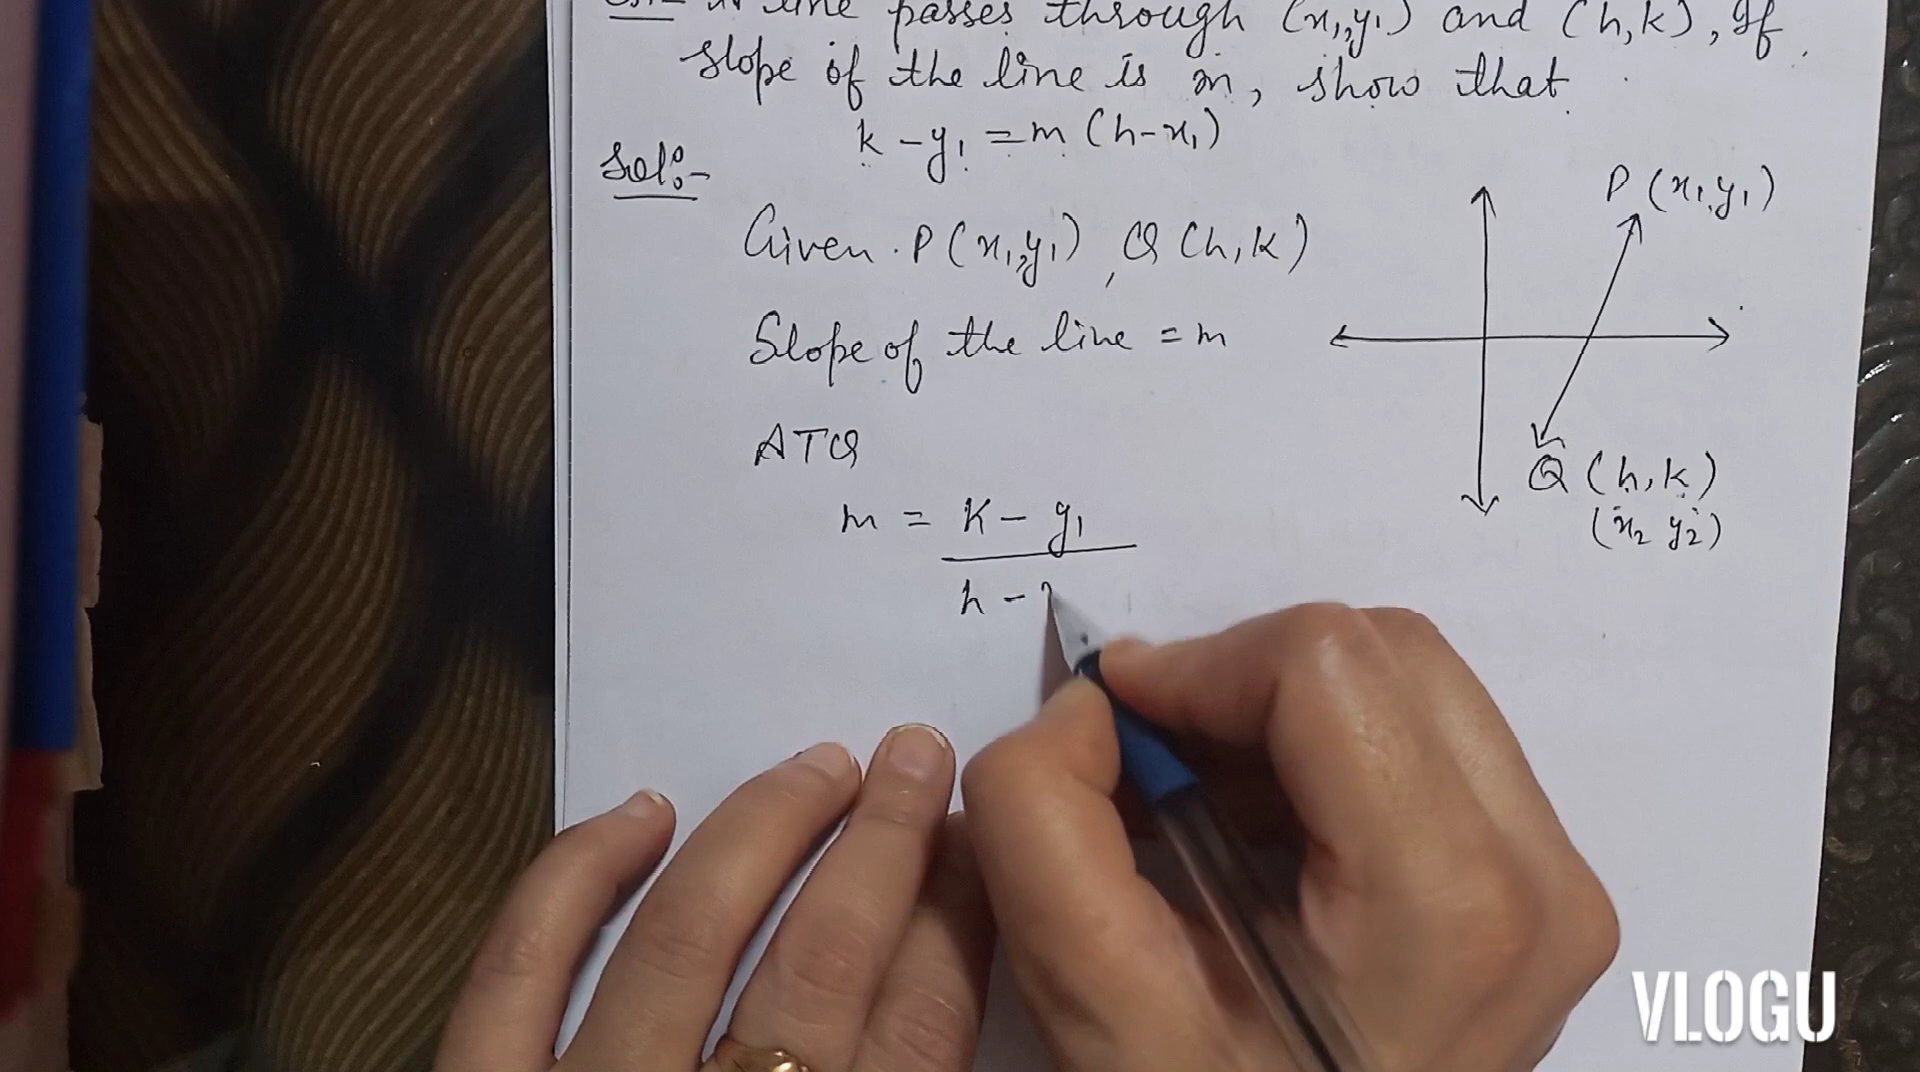 line passes through (x1,y1) and (h,k), If
slope of the line is m, show that
k - y1 = m (h-x1)
Sol:-
P (x1,y1)
Given. P(x1,y1), Q (h,k)
Slope of the line = m
ATQ
Q (h,k)
(x2 y2)
m = K - y1
h -
VLOGU